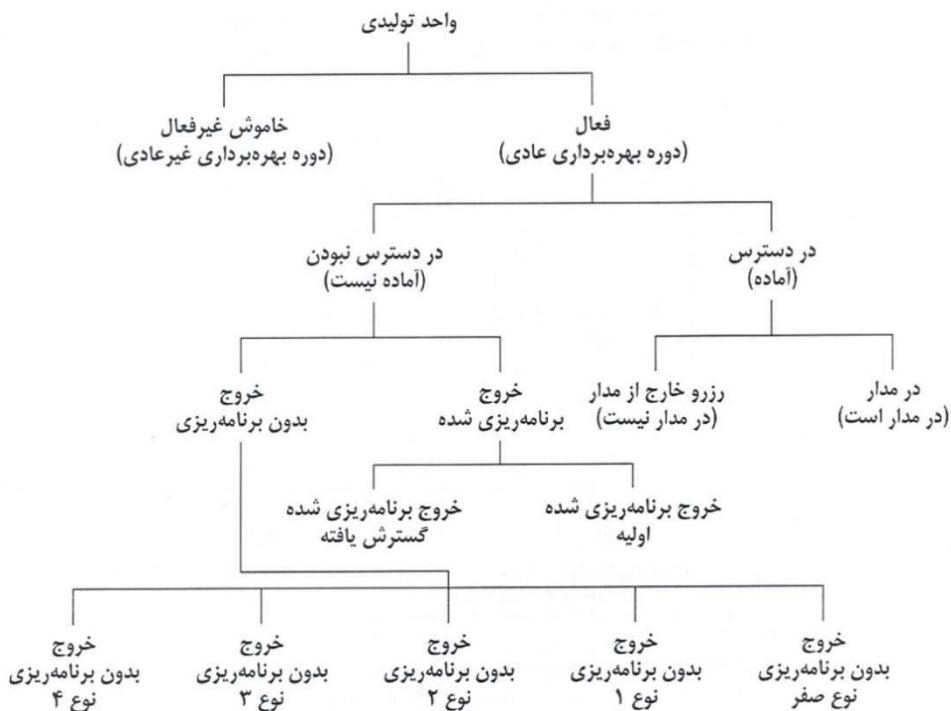 واحد تولیدی
فعال
(دوره بهره‌برداری عادی)
خاموش غیرفعال
(دوره بهره‌برداری غیرعادی)
در دسترس
(آماده)
در دسترس نبودن
(آماده نیست)
در مدار
(در مدار است)
رزرو خارج از مدار
(در مدار نیست)
خروج
برنامه‌ریزی شده
خروج
بدون برنامه‌ریزی
خروج برنامه‌ریزی شده
اولیه
خروج برنامه‌ریزی شده
گسترش یافته
خروج
بدون برنامه‌ریزی
نوع صفر
خروج
بدون برنامه‌ریزی
نوع ۱
خروج
بدون برنامه‌ریزی
نوع ۲
خروج
بدون برنامه‌ریزی
نوع ۳
خروج
بدون برنامه‌ریزی
نوع ۴